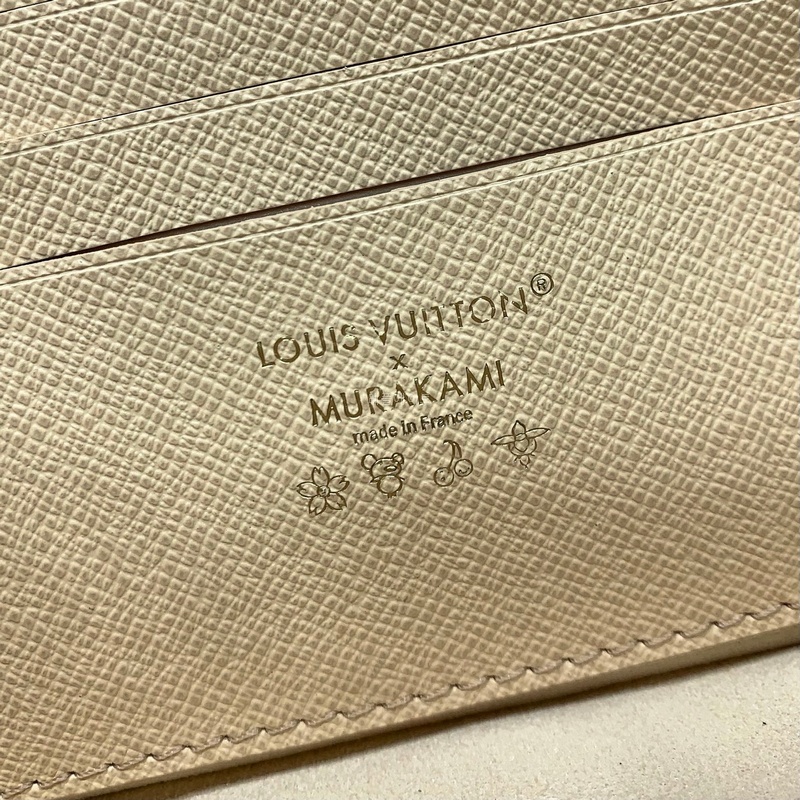 LOUIS VUITTON®
×
MURAKAMI
made in France